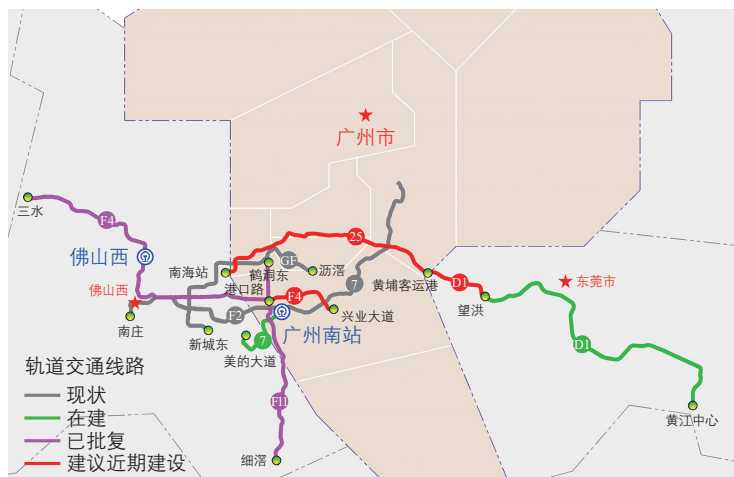 广州市
三水
F4
佛山西
佛山西
南庄
南海站
25
GF
鹤洞东
沥滘
港口路
F4
7
黄埔客运港
D1
望洪
东莞市
F2
兴业大道
新城东
广州南站
7
美的大道
D1
F11
细滘
黄江中心
轨道交通线路
现状
在建
已批复
建议近期建设